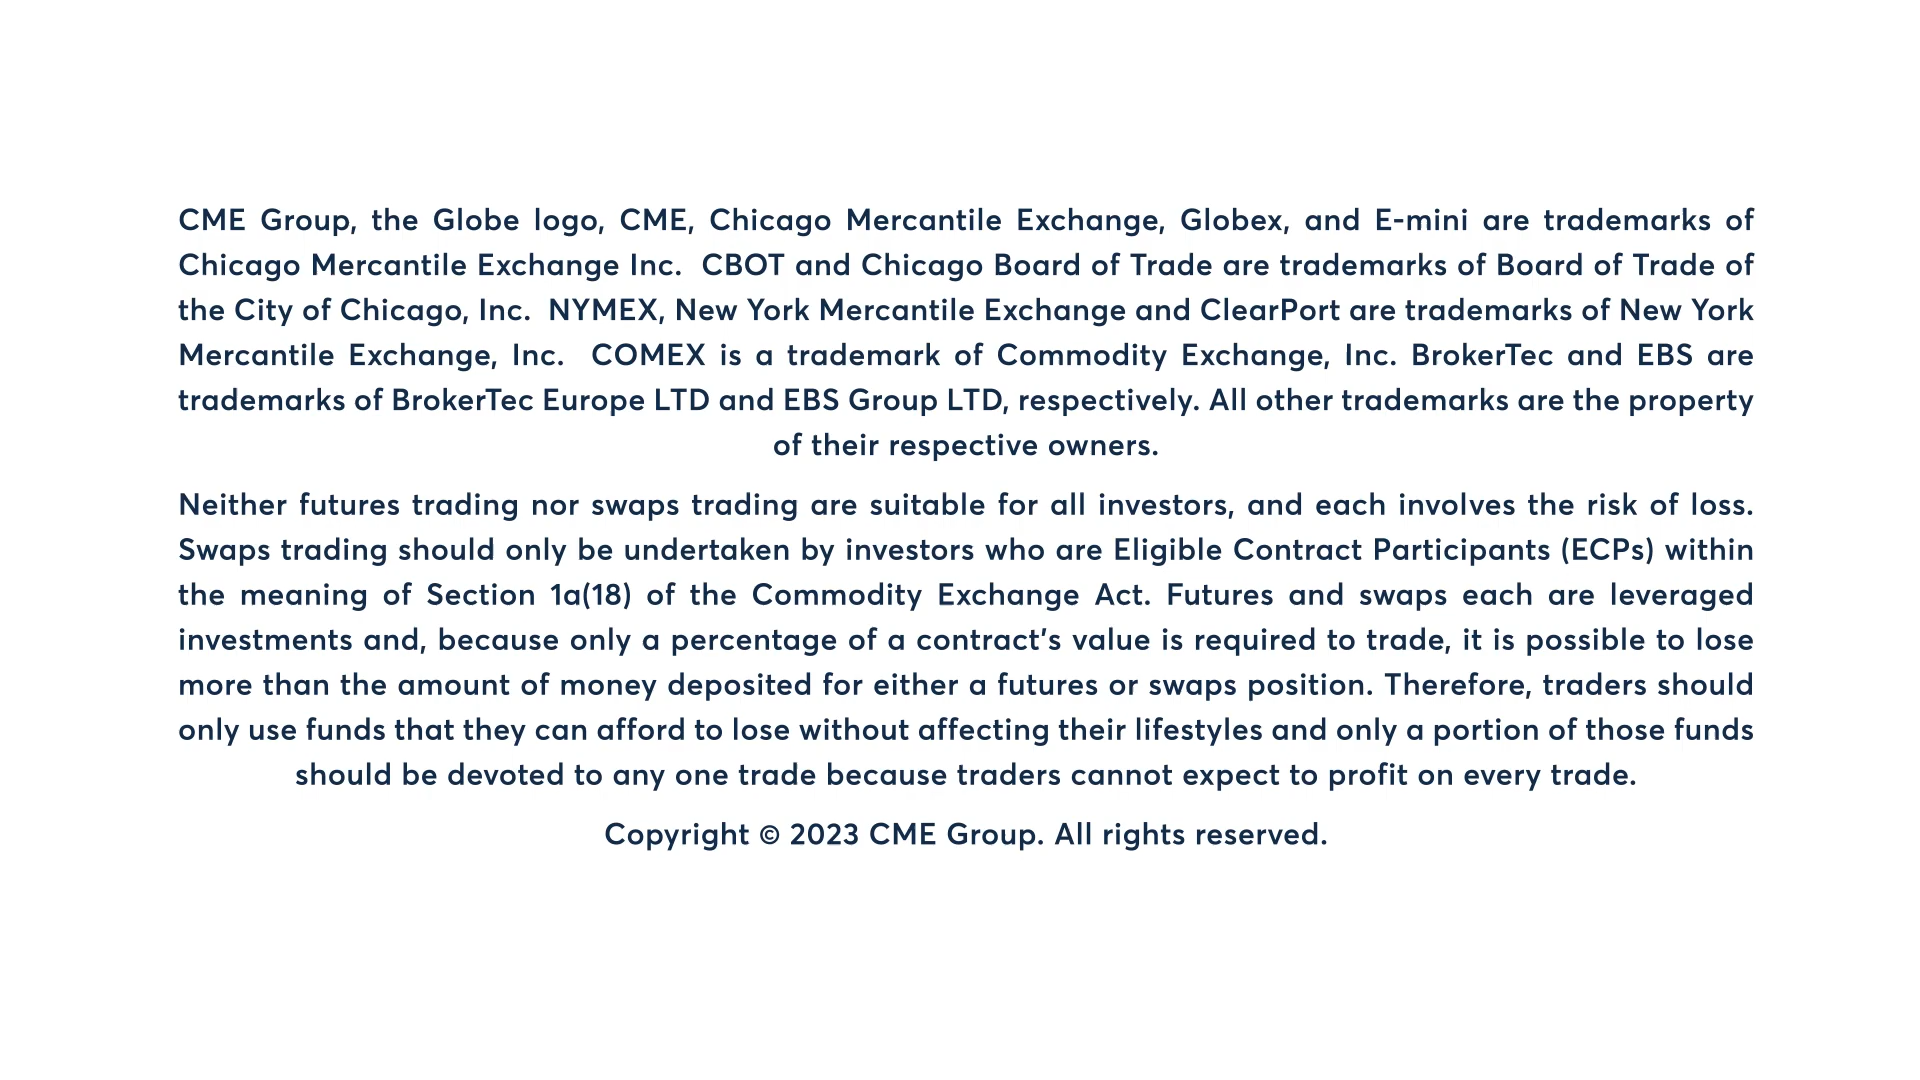 CME Group, the Globe logo, CME, Chicago Mercantile Exchange, Globex, and E-mini are trademarks of
Chicago Mercantile Exchange Inc.  CBOT and Chicago Board of Trade are trademarks of Board of Trade of
the City of Chicago, Inc.  NYMEX, New York Mercantile Exchange and ClearPort are trademarks of New York
Mercantile Exchange, Inc.  COMEX is a trademark of Commodity Exchange, Inc. BrokerTec and EBS are
trademarks of BrokerTec Europe LTD and EBS Group LTD, respectively. All other trademarks are the property
of their respective owners.
Neither futures trading nor swaps trading are suitable for all investors, and each involves the risk of loss.
Swaps trading should only be undertaken by investors who are Eligible Contract Participants (ECPs) within
the meaning of Section 1a(18) of the Commodity Exchange Act. Futures and swaps each are leveraged
investments and, because only a percentage of a contract's value is required to trade, it is possible to lose
more than the amount of money deposited for either a futures or swaps position. Therefore, traders should
only use funds that they can afford to lose without affecting their lifestyles and only a portion of those funds
should be devoted to any one trade because traders cannot expect to profit on every trade.
Copyright © 2023 CME Group. All rights reserved.